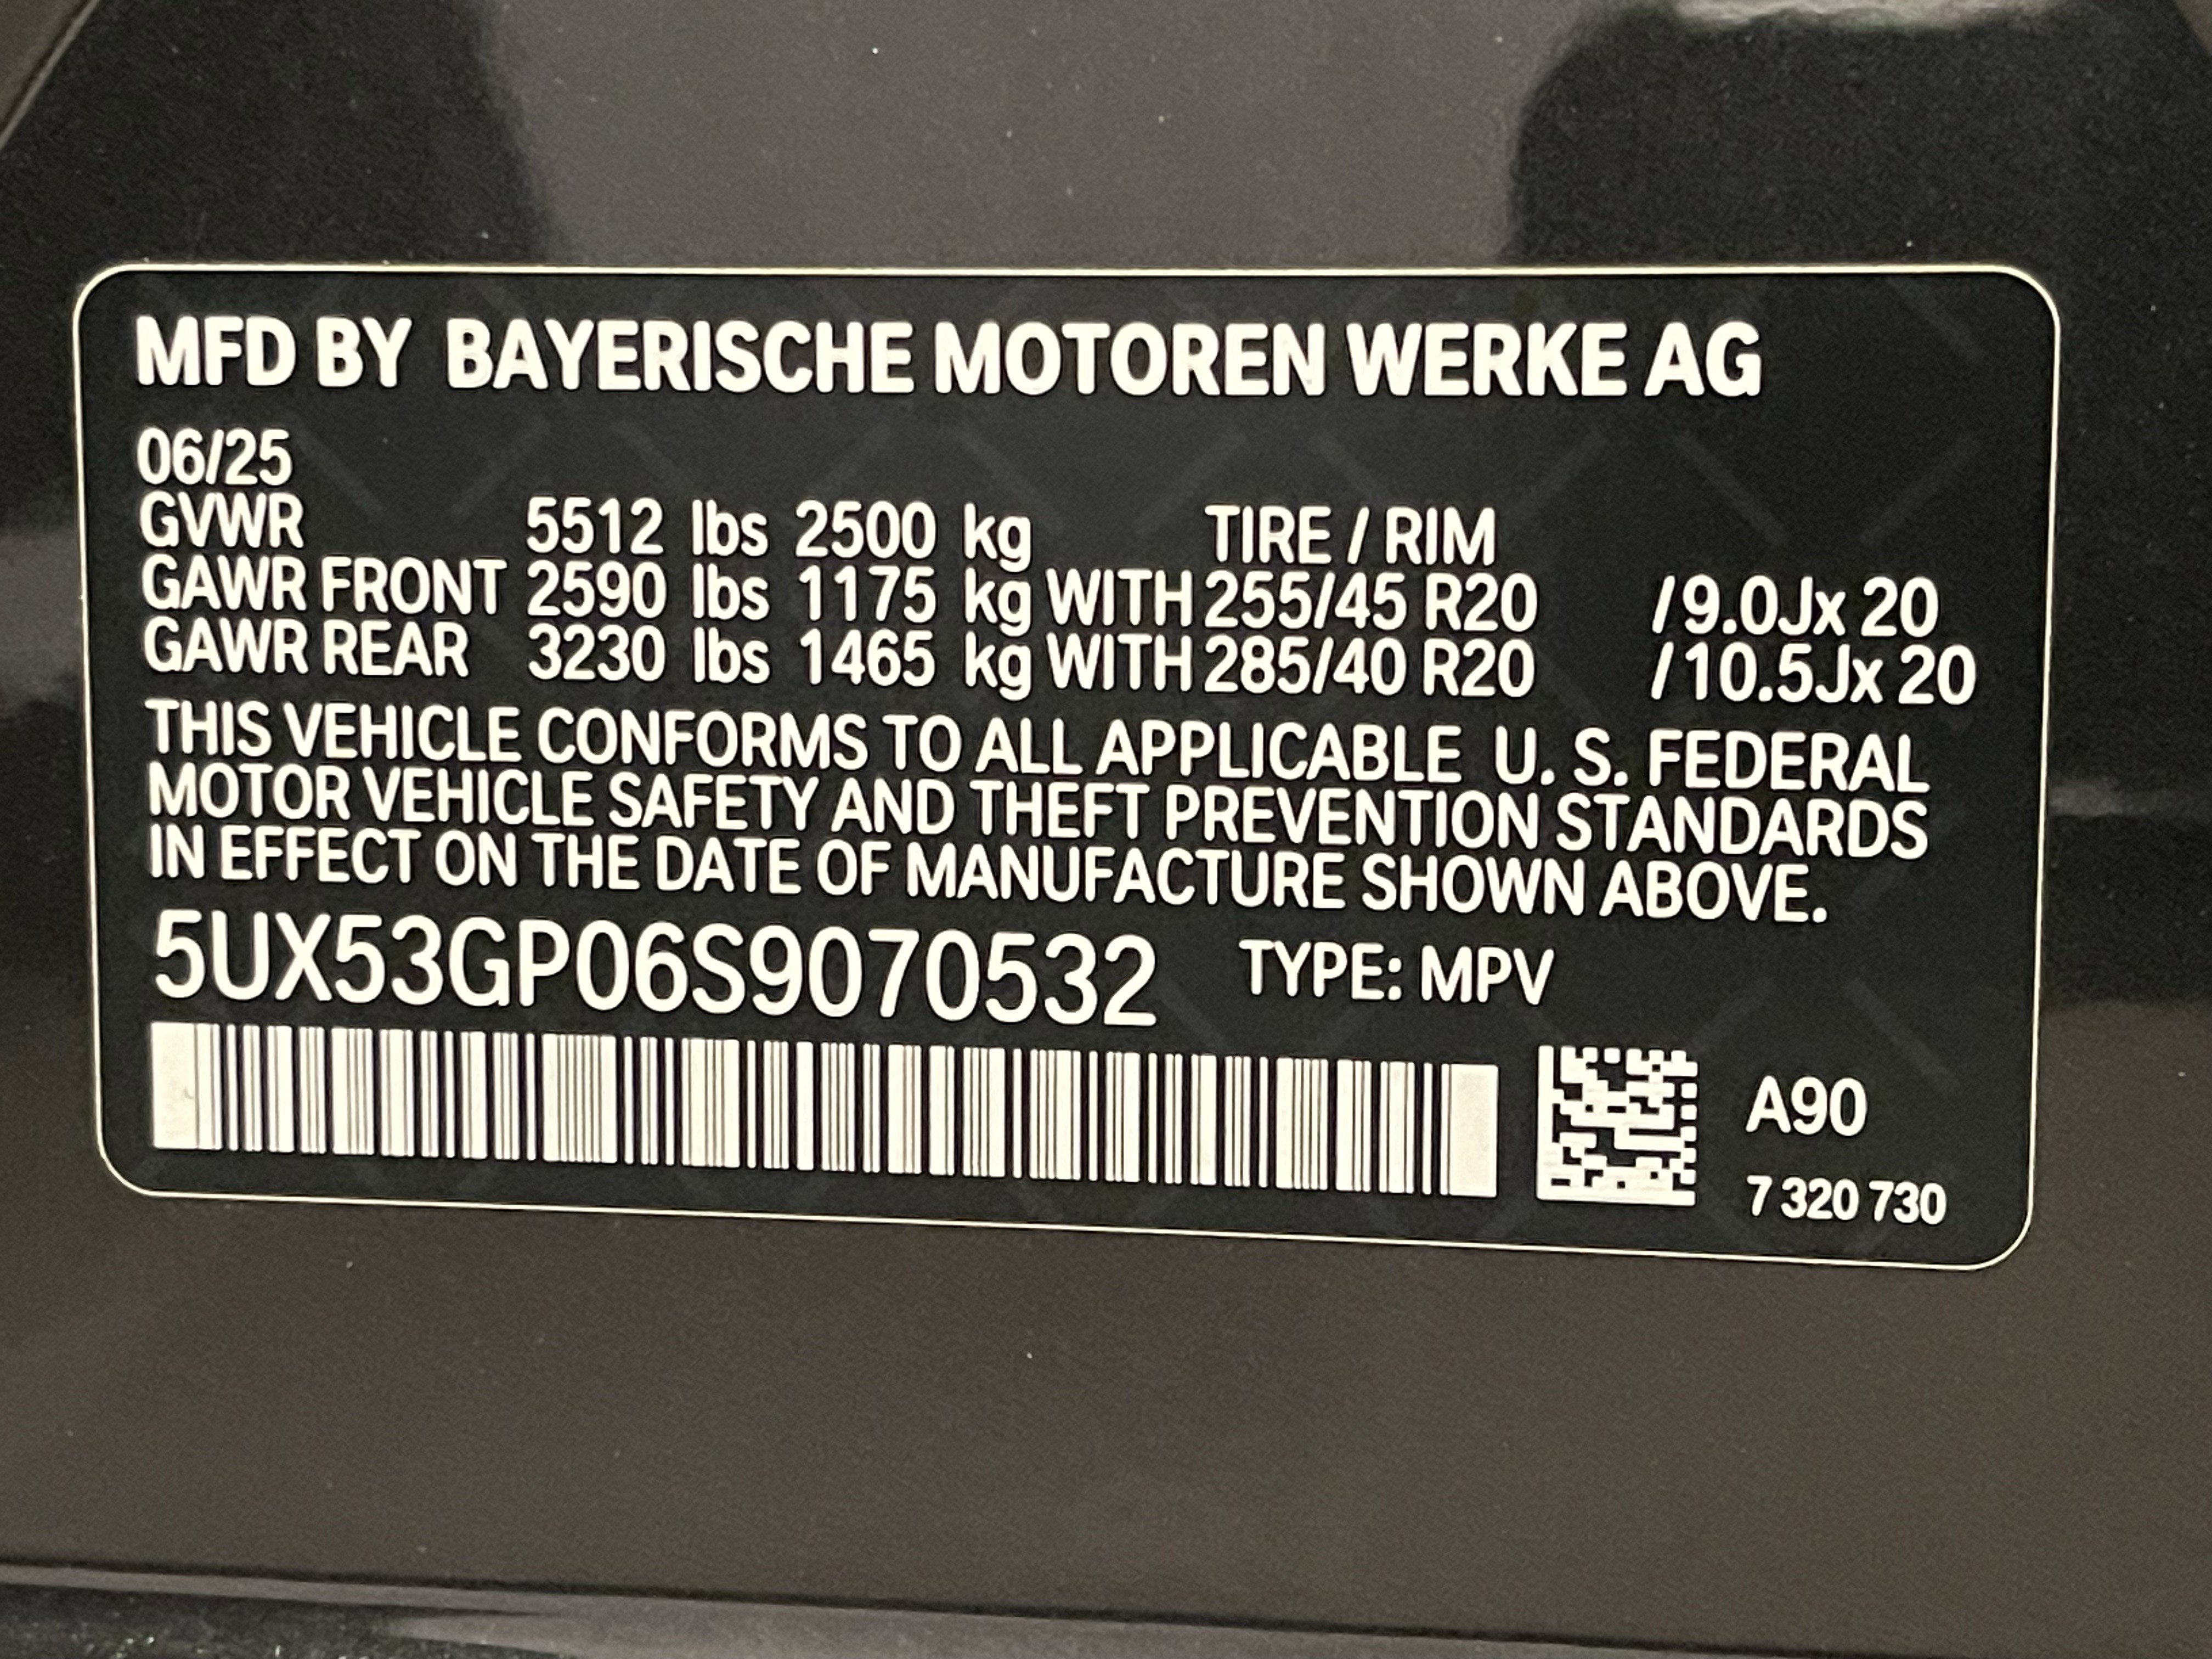 MFD BY BAYERISCHE MOTOREN WERKE AG
06/25
GVWR 5512 lbs 2500 kg TIRE / RIM
GAWR FRONT 2590 lbs 1175 kg WITH 255/45 R20 / 9.0Jx 20
GAWR REAR 3230 lbs 1465 kg WITH 285/40 R20 / 10.5Jx 20
THIS VEHICLE CONFORMS TO ALL APPLICABLE U. S. FEDERAL
MOTOR VEHICLE SAFETY AND THEFT PREVENTION STANDARDS
IN EFFECT ON THE DATE OF MANUFACTURE SHOWN ABOVE.
5UX53GP06S9070532 TYPE: MPV
A90
7 320 730